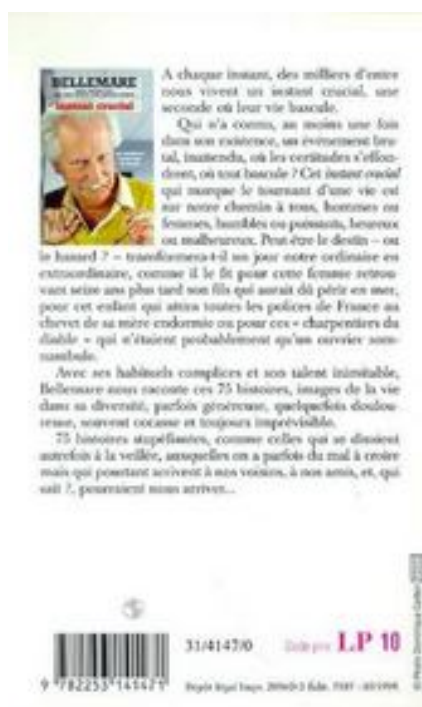 BELLEMARE
instant crucial
A chaque instant, des milliers d'entre
nous vivent un instant crucial, une
seconde où leur vie bascule.
Qui n'a connu, au moins une fois
dans son existence, un événement bru-
tal, inattendu, où les certitudes s'effon-
drent, où tout bascule ? Cet instant crucial
qui marque le tournant d'une vie est
sur notre chemin à tous, hommes ou
femmes, humbles ou puissants, heureux
ou malheureux. Peut être le destin – ou
le hasard ? – transformera-t-il un jour notre ordinaire en
extraordinaire, comme il le fit pour cette femme retrou-
vant seize ans plus tard son fils qui aurait dû périr en mer,
pour cet enfant qui attira toutes les polices de France au
chevet de sa mère endormie ou pour ces « charpentiers du
diable » qui n'étaient probablement qu'un ouvrier som-
nambule.
Avec ses habituels complices et son talent inimitable,
Bellemare nous raconte ces 75 histoires, images de la vie
dans sa diversité, parfois généreuse, quelquefois doulou-
reuse, souvent cocasse et toujours imprévisible.
75 histoires stupéfiantes, comme celles qui se disaient
autrefois à la veillée, auxquelles on a parfois du mal à croire
mais qui pourtant arrivent à nos voisins, à nos amis, et, qui
sait ?, pourraient nous arriver...
31/4147/0
Code prix LP 10
9 782253 141471
© Photo Dominique